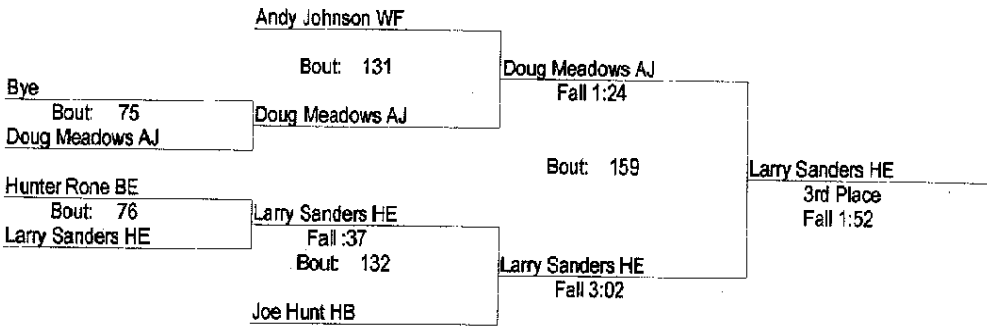 Andy Johnson WF
Bout: 131
Doug Meadows AJ
Fall 1:24
Bye
Bout: 75
Doug Meadows AJ
Doug Meadows AJ
Bout: 159
Larry Sanders HE
3rd Place
Fall 1:52
Hunter Rone BE
Bout: 76
Larry Sanders HE
Larry Sanders HE
Fall :37
Bout: 132
Larry Sanders HE
Fall 3:02
Joe Hunt HB